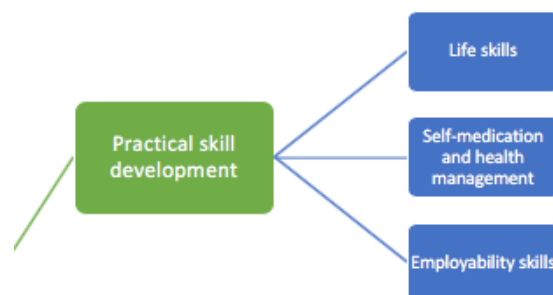 Practical skill
development
Life skills
Self-medication
and health
management
Employability skills